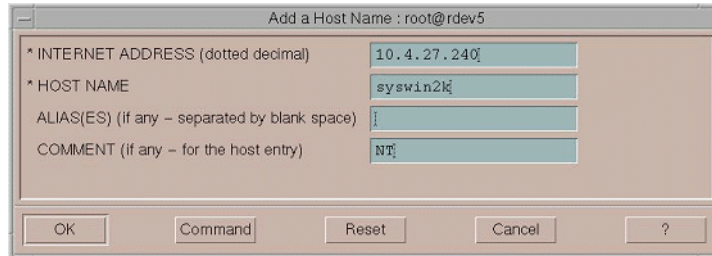 Add a Host Name : root@rdev5
* INTERNET ADDRESS (dotted decimal) 10.4.27.240
* HOST NAME syswin2k
ALIAS(ES) (if any – separated by blank space)
COMMENT (if any – for the host entry) NT
OK Command Reset Cancel ?